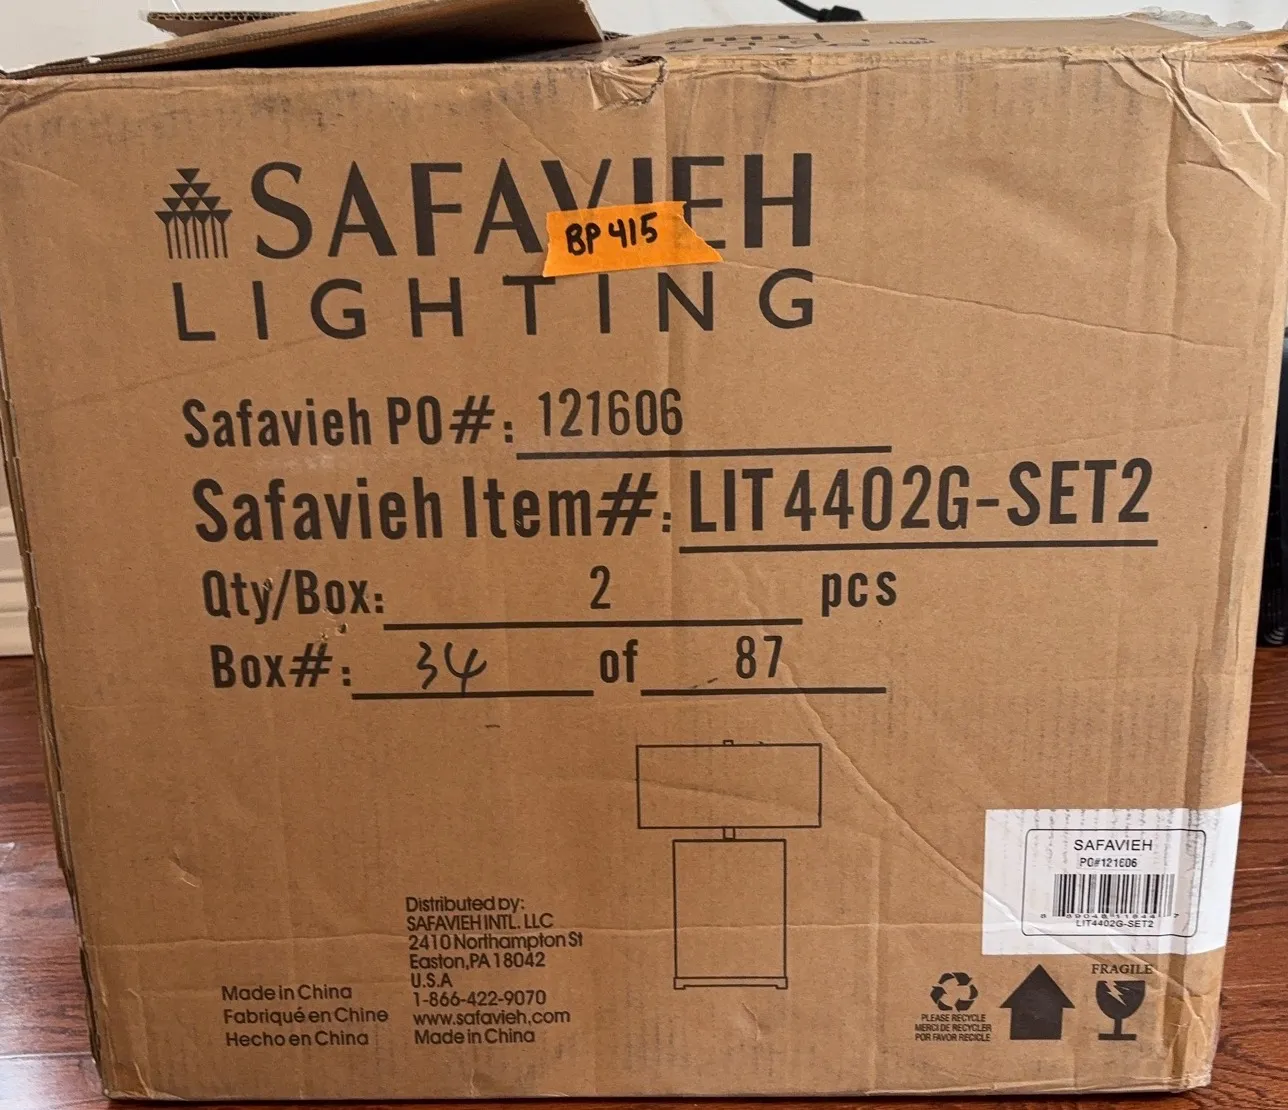 SAFAVIEH
BP 415
LIGHTING
Safavieh PO#: 121606
Safavieh Item#: LIT4402G-SET2
Qty/Box: 2 pcs
Box#: 34 of 87
SAFAVIEH
PO#121606
LIT4402G-SET2
Distributed by:
SAFAVIEH INTL. LLC
2410 Northampton St
Easton,PA 18042
U.S.A
1-866-422-9070
www.safavieh.com
Made in China
Made in China
Fabriqué en Chine
Hecho en China
PLEASE RECYCLE
MERCI DE RECYCLER
POR FAVOR RECICLE
FRAGILE